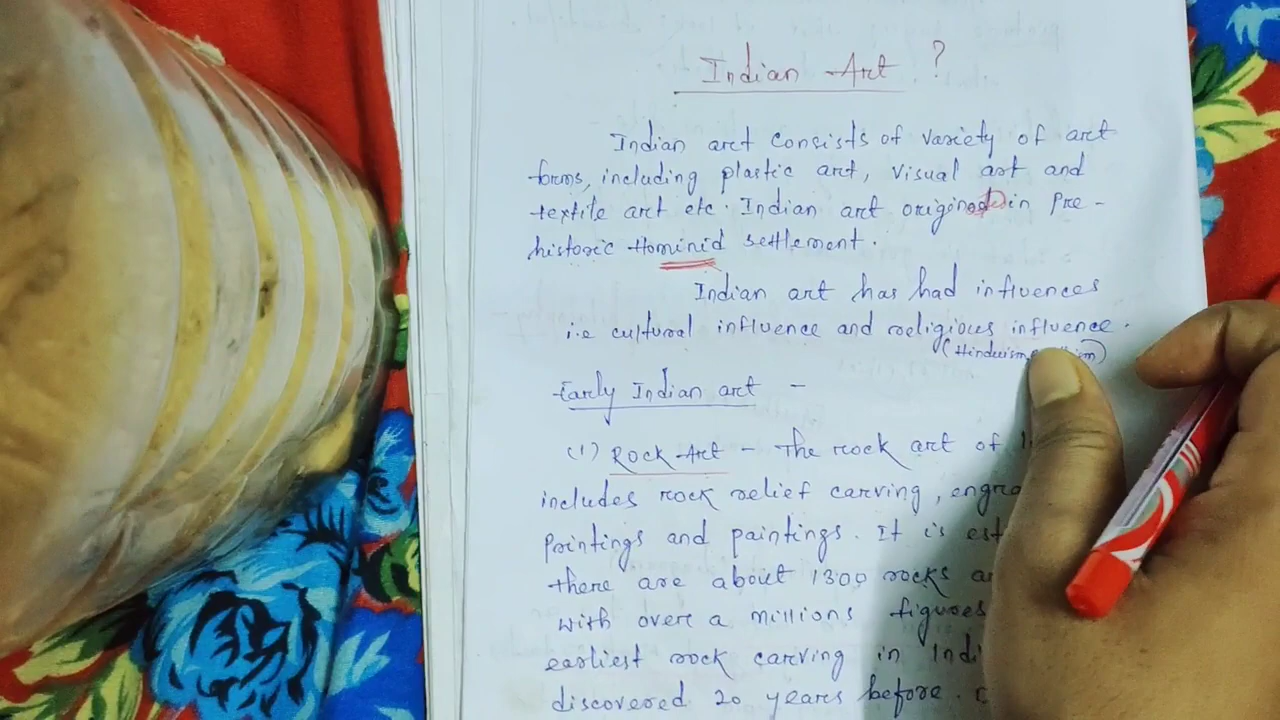 Indian Art ?
Indian art consists of variety of art
forms, including plastic art, visual art and
textile art etc. Indian art origined in pre-
historic Hominid settlement.
Indian art has had influences
i.e cultural influence and religious influence.
(Hinduism
Early Indian art -
(1) Rock Art - The rock art of
includes rock relief carving,
printings and paintings. It is
there are about 1300 rocks
with over a millions figures
earliest rock carving in
discovered 20 years before.